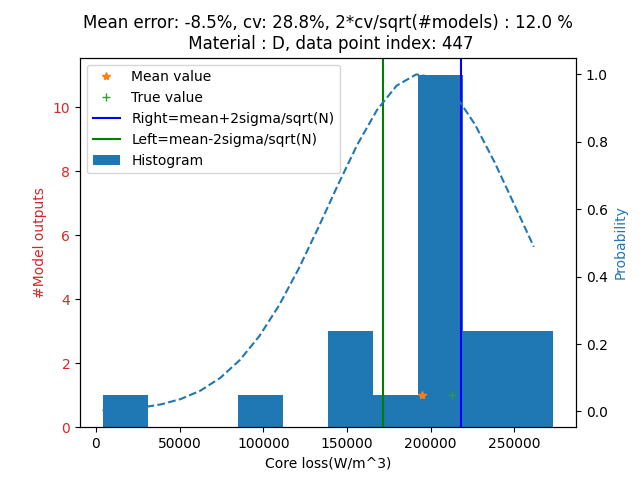 Mean error: -8.5%, cv: 28.8%, 2*cv/sqrt(#models) : 12.0 %
Material : D, data point index: 447
Mean value
True value
Right=mean+2sigma/sqrt(N)
Left=mean-2sigma/sqrt(N)
Histogram
#Model outputs
10
8
6
4
2
0
Probability
1.0
0.8
0.6
0.4
0.2
0.0
0 50000 100000 150000 200000 250000
Core loss(W/m^3)